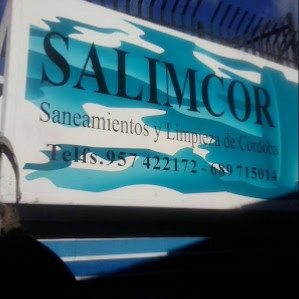 SALIMCOR
Saneamientos y Limpieza de Córdoba
Telfs. 957 422172 - 689 715014